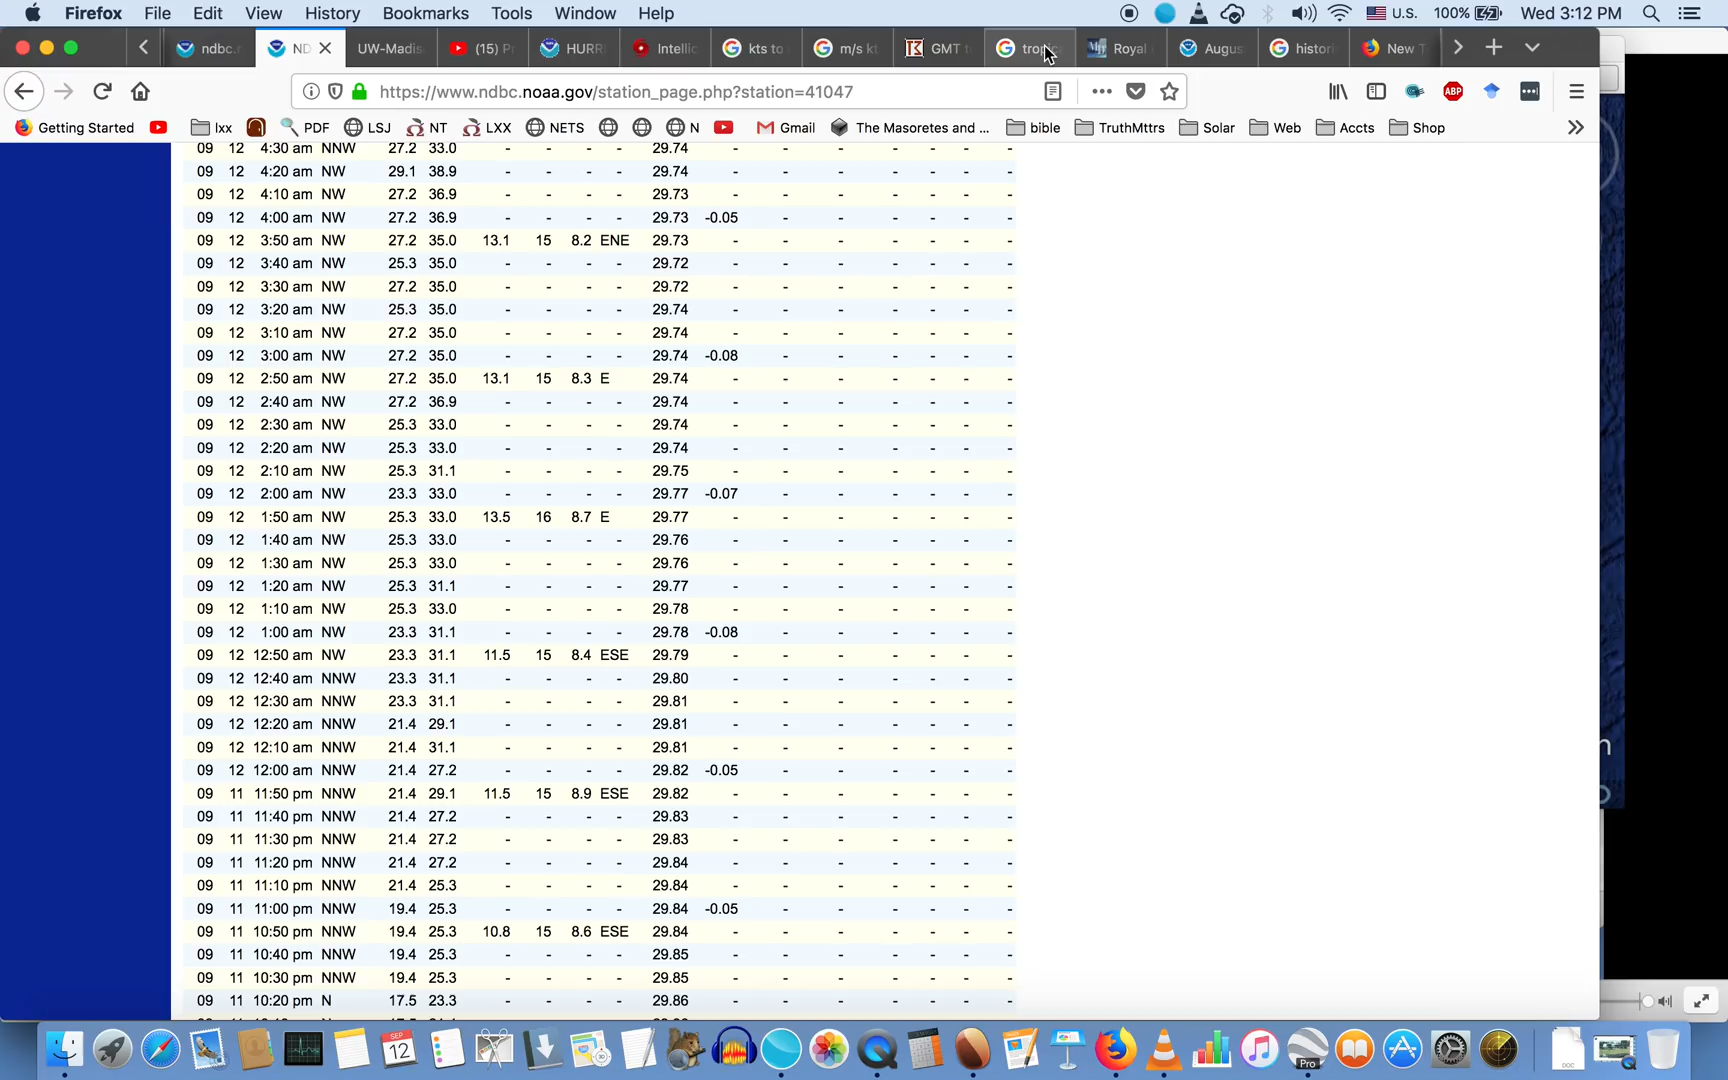 Firefox File Edit View History Bookmarks Tools Window Help U.S. 100% Wed 3:12 PM
ndbc.r ND UW-Madis (15) P HURR Intellic kts to m/s kt GMT t trop Royal Augus histori New T
https://www.ndbc.noaa.gov/station_page.php?station=41047 ABP
Getting Started lxx PDF LSJ NT LXX NETS N Gmail The Masoretes and ... bible TruthMttrs Solar Web Accts Shop
09 12 4:30 am NNW 27.2 33.0 - - - - 29.74 - - - - - -
09 12 4:20 am NW 29.1 38.9 - - - - 29.74 - - - - - -
09 12 4:10 am NW 27.2 36.9 - - - - 29.73 - - - - - -
09 12 4:00 am NW 27.2 36.9 - - - - 29.73 -0.05 - - - - -
09 12 3:50 am NW 27.2 35.0 13.1 15 8.2 ENE 29.73 - - - - - -
09 12 3:40 am NW 25.3 35.0 - - - - 29.72 - - - - - -
09 12 3:30 am NW 27.2 35.0 - - - - 29.72 - - - - - -
09 12 3:20 am NW 25.3 35.0 - - - - 29.74 - - - - - -
09 12 3:10 am NW 27.2 35.0 - - - - 29.74 - - - - - -
09 12 3:00 am NW 27.2 35.0 - - - - 29.74 -0.08 - - - - -
09 12 2:50 am NW 27.2 35.0 13.1 15 8.3 E 29.74 - - - - - -
09 12 2:40 am NW 27.2 36.9 - - - - 29.74 - - - - - -
09 12 2:30 am NW 25.3 33.0 - - - - 29.74 - - - - - -
09 12 2:20 am NW 25.3 33.0 - - - - 29.74 - - - - - -
09 12 2:10 am NW 25.3 31.1 - - - - 29.75 - - - - - -
09 12 2:00 am NW 23.3 33.0 - - - - 29.77 -0.07 - - - - -
09 12 1:50 am NW 25.3 33.0 13.5 16 8.7 E 29.77 - - - - - -
09 12 1:40 am NW 25.3 33.0 - - - - 29.76 - - - - - -
09 12 1:30 am NW 25.3 33.0 - - - - 29.76 - - - - - -
09 12 1:20 am NW 25.3 31.1 - - - - 29.77 - - - - - -
09 12 1:10 am NW 25.3 33.0 - - - - 29.78 - - - - - -
09 12 1:00 am NW 23.3 31.1 - - - - 29.78 -0.08 - - - - -
09 12 12:50 am NW 23.3 31.1 11.5 15 8.4 ESE 29.79 - - - - - -
09 12 12:40 am NNW 23.3 31.1 - - - - 29.80 - - - - - -
09 12 12:30 am NNW 23.3 31.1 - - - - 29.81 - - - - - -
09 12 12:20 am NNW 21.4 29.1 - - - - 29.81 - - - - - -
09 12 12:10 am NNW 21.4 31.1 - - - - 29.81 - - - - - -
09 12 12:00 am NNW 21.4 27.2 - - - - 29.82 -0.05 - - - - -
09 11 11:50 pm NNW 21.4 29.1 11.5 15 8.9 ESE 29.82 - - - - - -
09 11 11:40 pm NNW 21.4 27.2 - - - - 29.83 - - - - - -
09 11 11:30 pm NNW 21.4 27.2 - - - - 29.83 - - - - - -
09 11 11:20 pm NNW 21.4 27.2 - - - - 29.84 - - - - - -
09 11 11:10 pm NNW 21.4 25.3 - - - - 29.84 - - - - - -
09 11 11:00 pm NNW 19.4 25.3 - - - - 29.84 -0.05 - - - - -
09 11 10:50 pm NNW 19.4 25.3 10.8 15 8.6 ESE 29.84 - - - - - -
09 11 10:40 pm NNW 19.4 25.3 - - - - 29.85 - - - - - -
09 11 10:30 pm NNW 19.4 25.3 - - - - 29.85 - - - - - -
09 11 10:20 pm N 17.5 23.3 - - - - 29.86 - - - - - -
SEP 12 Pro DOC